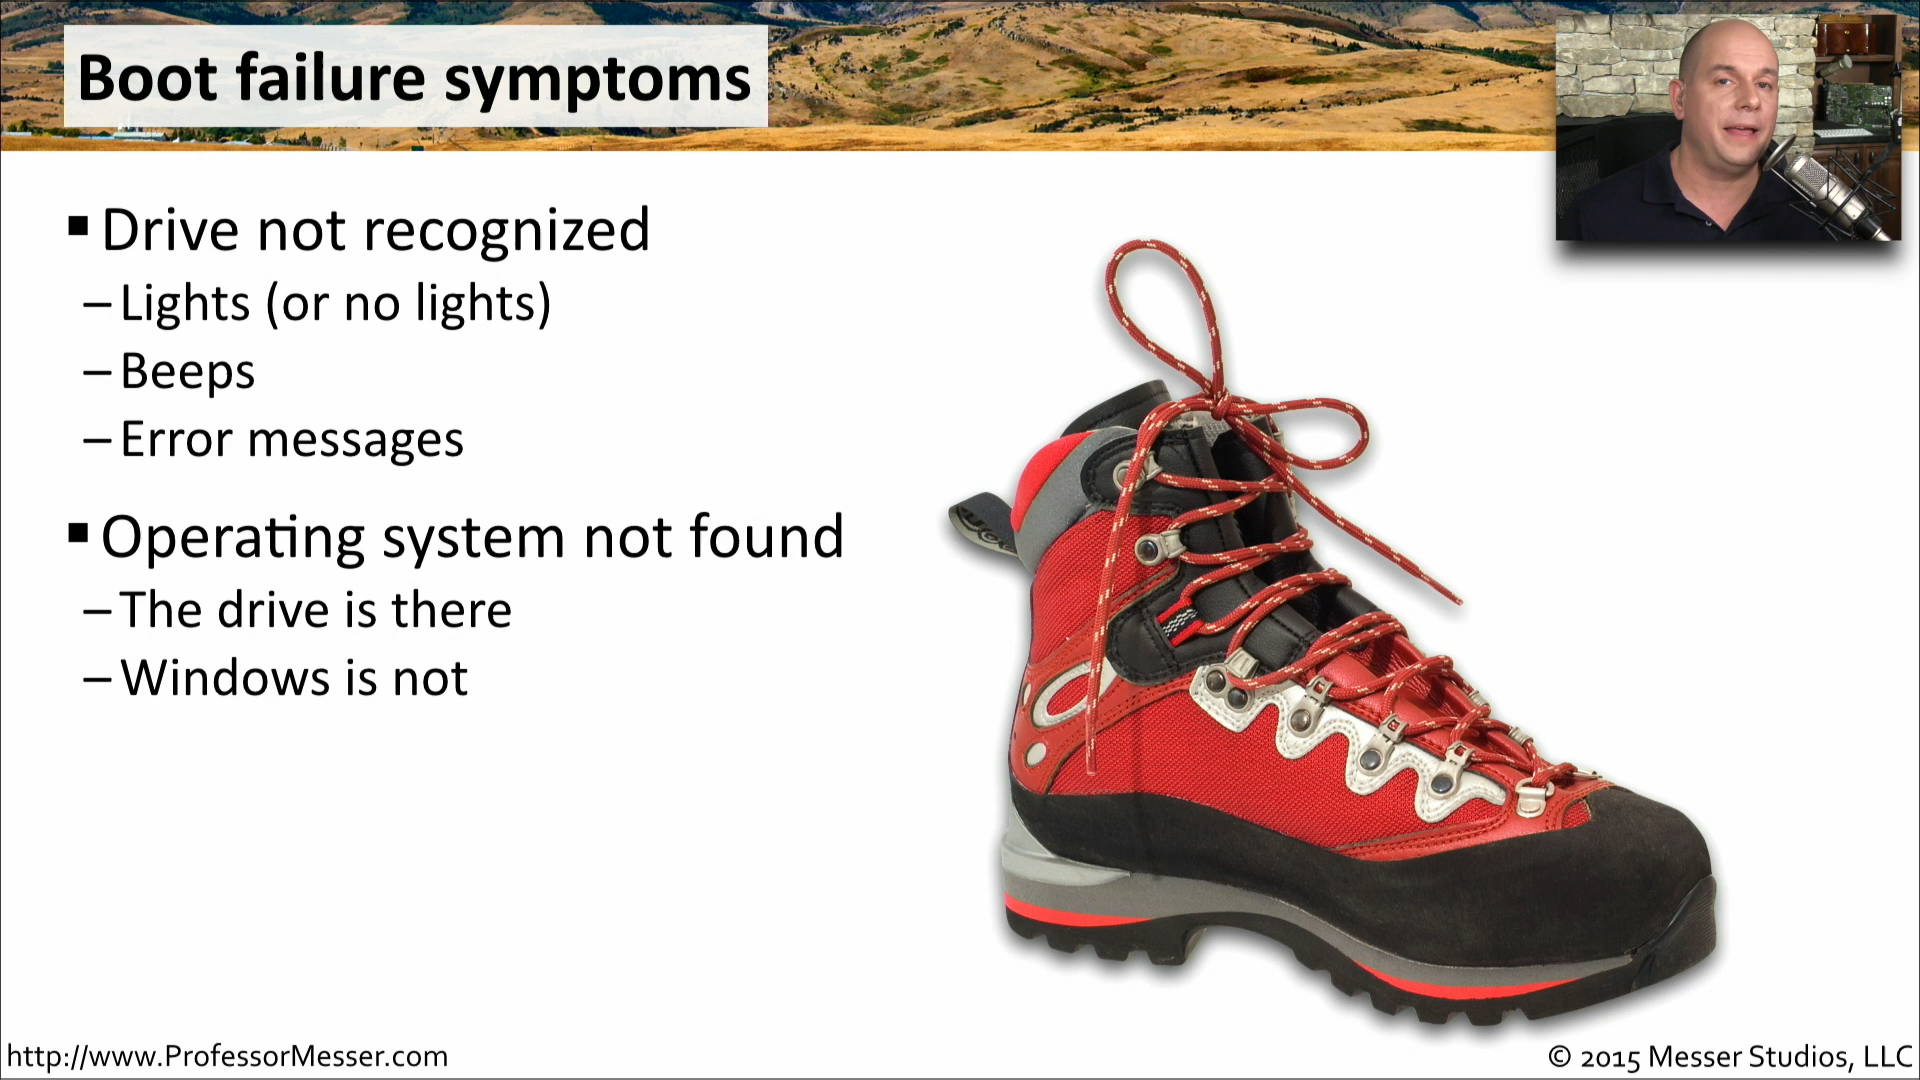 Boot failure symptoms
▪ Drive not recognized
– Lights (or no lights)
– Beeps
– Error messages
▪ Operating system not found
– The drive is there
– Windows is not
http://www.ProfessorMesser.com
© 2015 Messer Studios, LLC